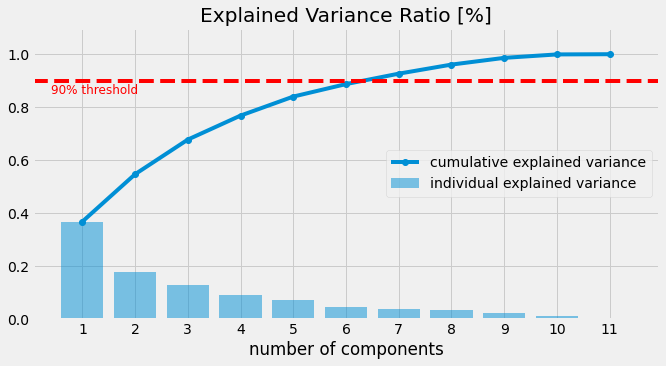 Explained Variance Ratio [%]
1.0
90% threshold
0.8
0.6
cumulative explained variance
individual explained variance
0.4
0.2
0.0
1 2 3 4 5 6 7 8 9 10 11
number of components